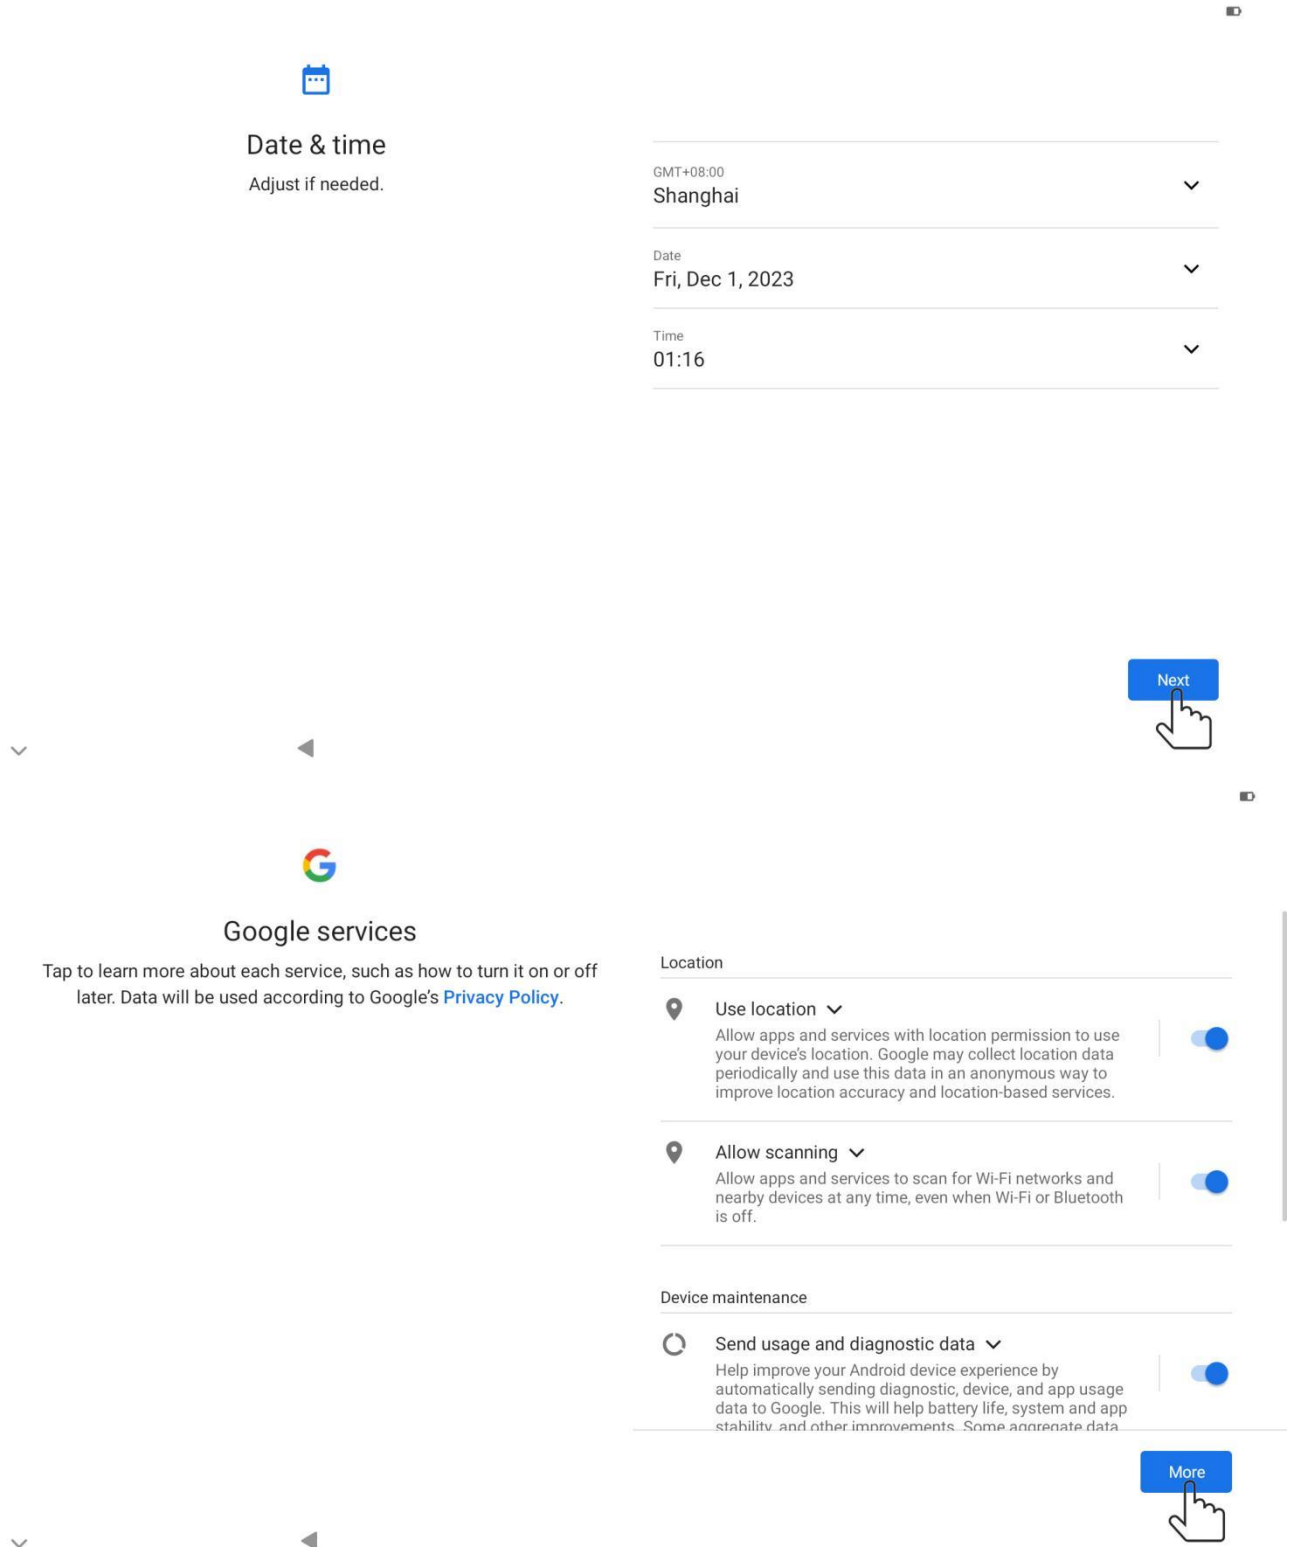 Date & time
Adjust if needed.
GMT+08:00
Shanghai
Date
Fri, Dec 1, 2023
Time
01:16
Next
Google services
Tap to learn more about each service, such as how to turn it on or off
later. Data will be used according to Google's Privacy Policy.
Location
Use location
Allow apps and services with location permission to use
your device's location. Google may collect location data
periodically and use this data in an anonymous way to
improve location accuracy and location-based services.
Allow scanning
Allow apps and services to scan for Wi-Fi networks and
nearby devices at any time, even when Wi-Fi or Bluetooth
is off.
Device maintenance
Send usage and diagnostic data
Help improve your Android device experience by
automatically sending diagnostic, device, and app usage
data to Google. This will help battery life, system and app
stability, and other improvements. Some aggregate data
More